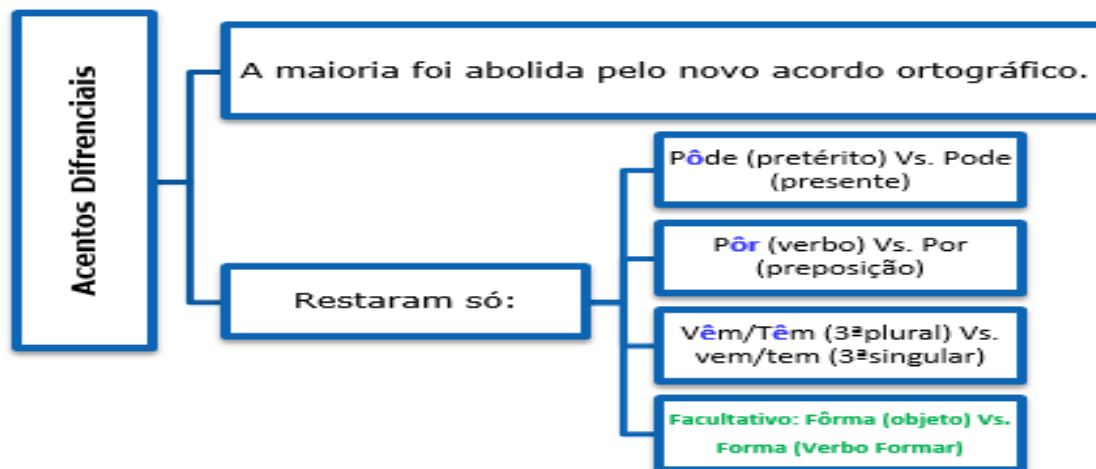 Acentos Difrenciais
A maioria foi abolida pelo novo acordo ortográfico.
Restaram só:
Pôde (pretérito) Vs. Pode
(presente)
Pôr (verbo) Vs. Por
(preposição)
Vêm/Têm (3ªplural) Vs.
vem/tem (3ªsingular)
Facultativo: Fôrma (objeto) Vs.
Forma (Verbo Formar)